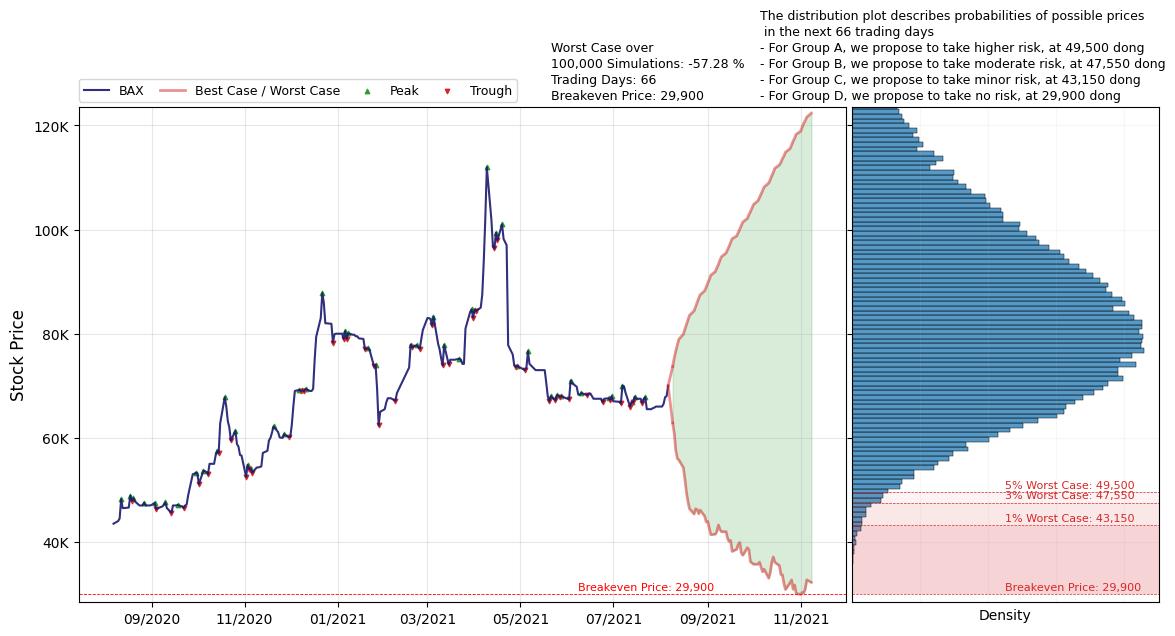 The distribution plot describes probabilities of possible prices
in the next 66 trading days
- For Group A, we propose to take higher risk, at 49,500 dong
- For Group B, we propose to take moderate risk, at 47,550 dong
- For Group C, we propose to take minor risk, at 43,150 dong
- For Group D, we propose to take no risk, at 29,900 dong
Worst Case over
100,000 Simulations: -57.28 %
Trading Days: 66
Breakeven Price: 29,900
BAX Best Case / Worst Case Peak Trough
Stock Price
120K
100K
80K
60K
40K
Breakeven Price: 29,900
09/2020 11/2020 01/2021 03/2021 05/2021 07/2021 09/2021 11/2021
5% Worst Case: 49,500
3% Worst Case: 47,550
1% Worst Case: 43,150
Breakeven Price: 29,900
Density